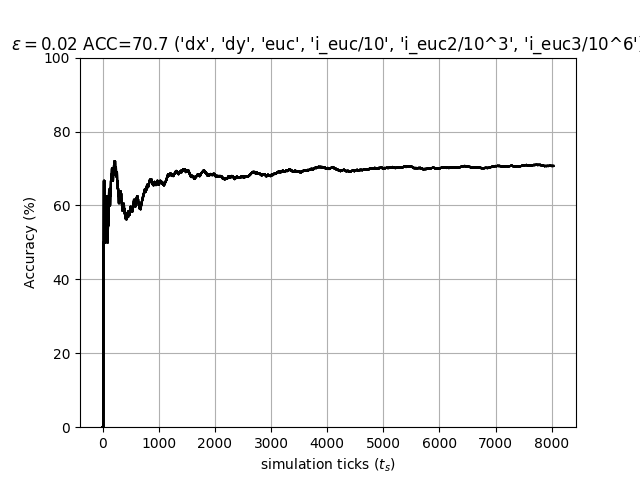 ε = 0.02 ACC=70.7 ('dx', 'dy', 'euc', 'i_euc/10', 'i_euc2/10^3', 'i_euc3/10^6')
100
80
60
40
20
0
Accuracy (%)
0 1000 2000 3000 4000 5000 6000 7000 8000
simulation ticks (tₛ)